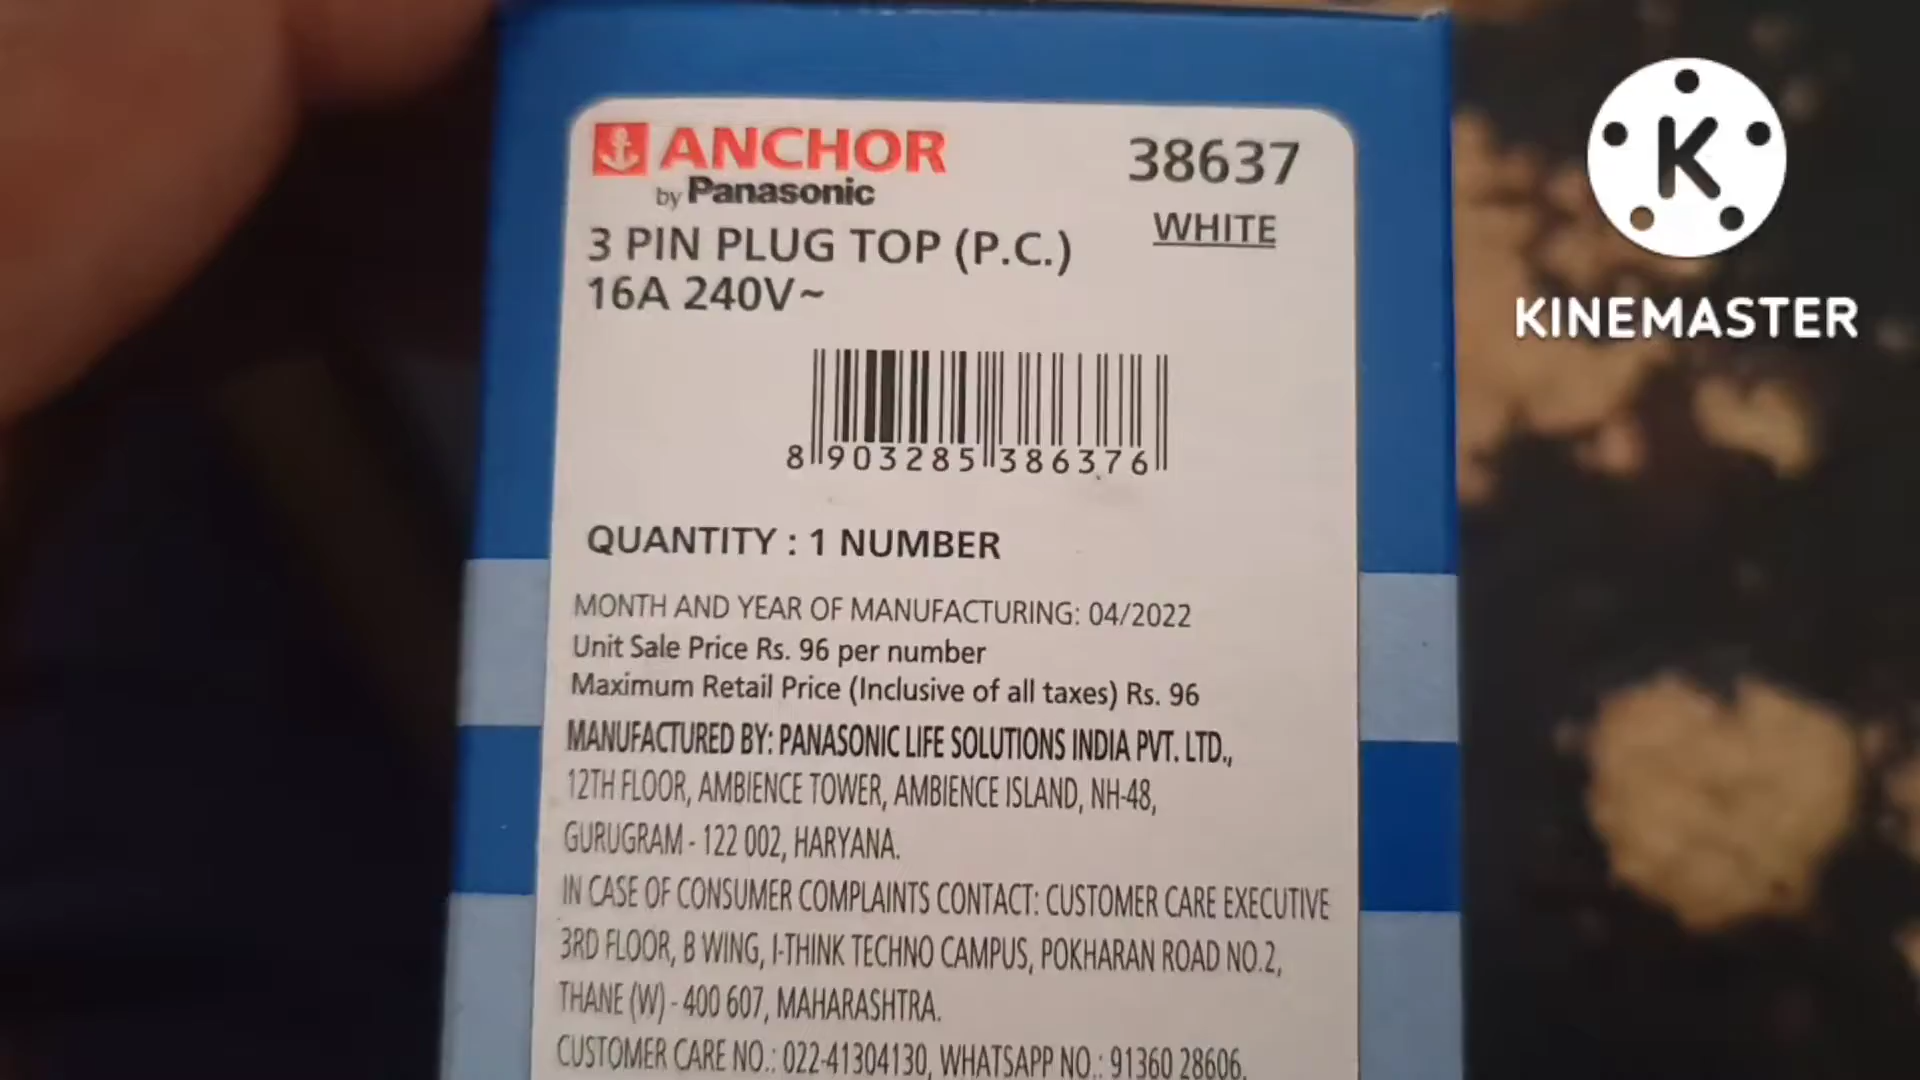 ANCHOR
by Panasonic
38637
WHITE
3 PIN PLUG TOP (P.C.)
16A 240V~
8 903285 386376
QUANTITY : 1 NUMBER
MONTH AND YEAR OF MANUFACTURING: 04/2022
Unit Sale Price Rs. 96 per number
Maximum Retail Price (Inclusive of all taxes) Rs. 96
MANUFACTURED BY: PANASONIC LIFE SOLUTIONS INDIA PVT. LTD.,
12TH FLOOR, AMBIENCE TOWER, AMBIENCE ISLAND, NH-48,
GURUGRAM - 122 002, HARYANA.
IN CASE OF CONSUMER COMPLAINTS CONTACT: CUSTOMER CARE EXECUTIVE
3RD FLOOR, B WING, I-THINK TECHNO CAMPUS, POKHARAN ROAD NO.2,
THANE (W) - 400 607, MAHARASHTRA.
CUSTOMER CARE NO.: 022-41304130, WHATSAPP NO.: 91360 28606.
K
KINEMASTER